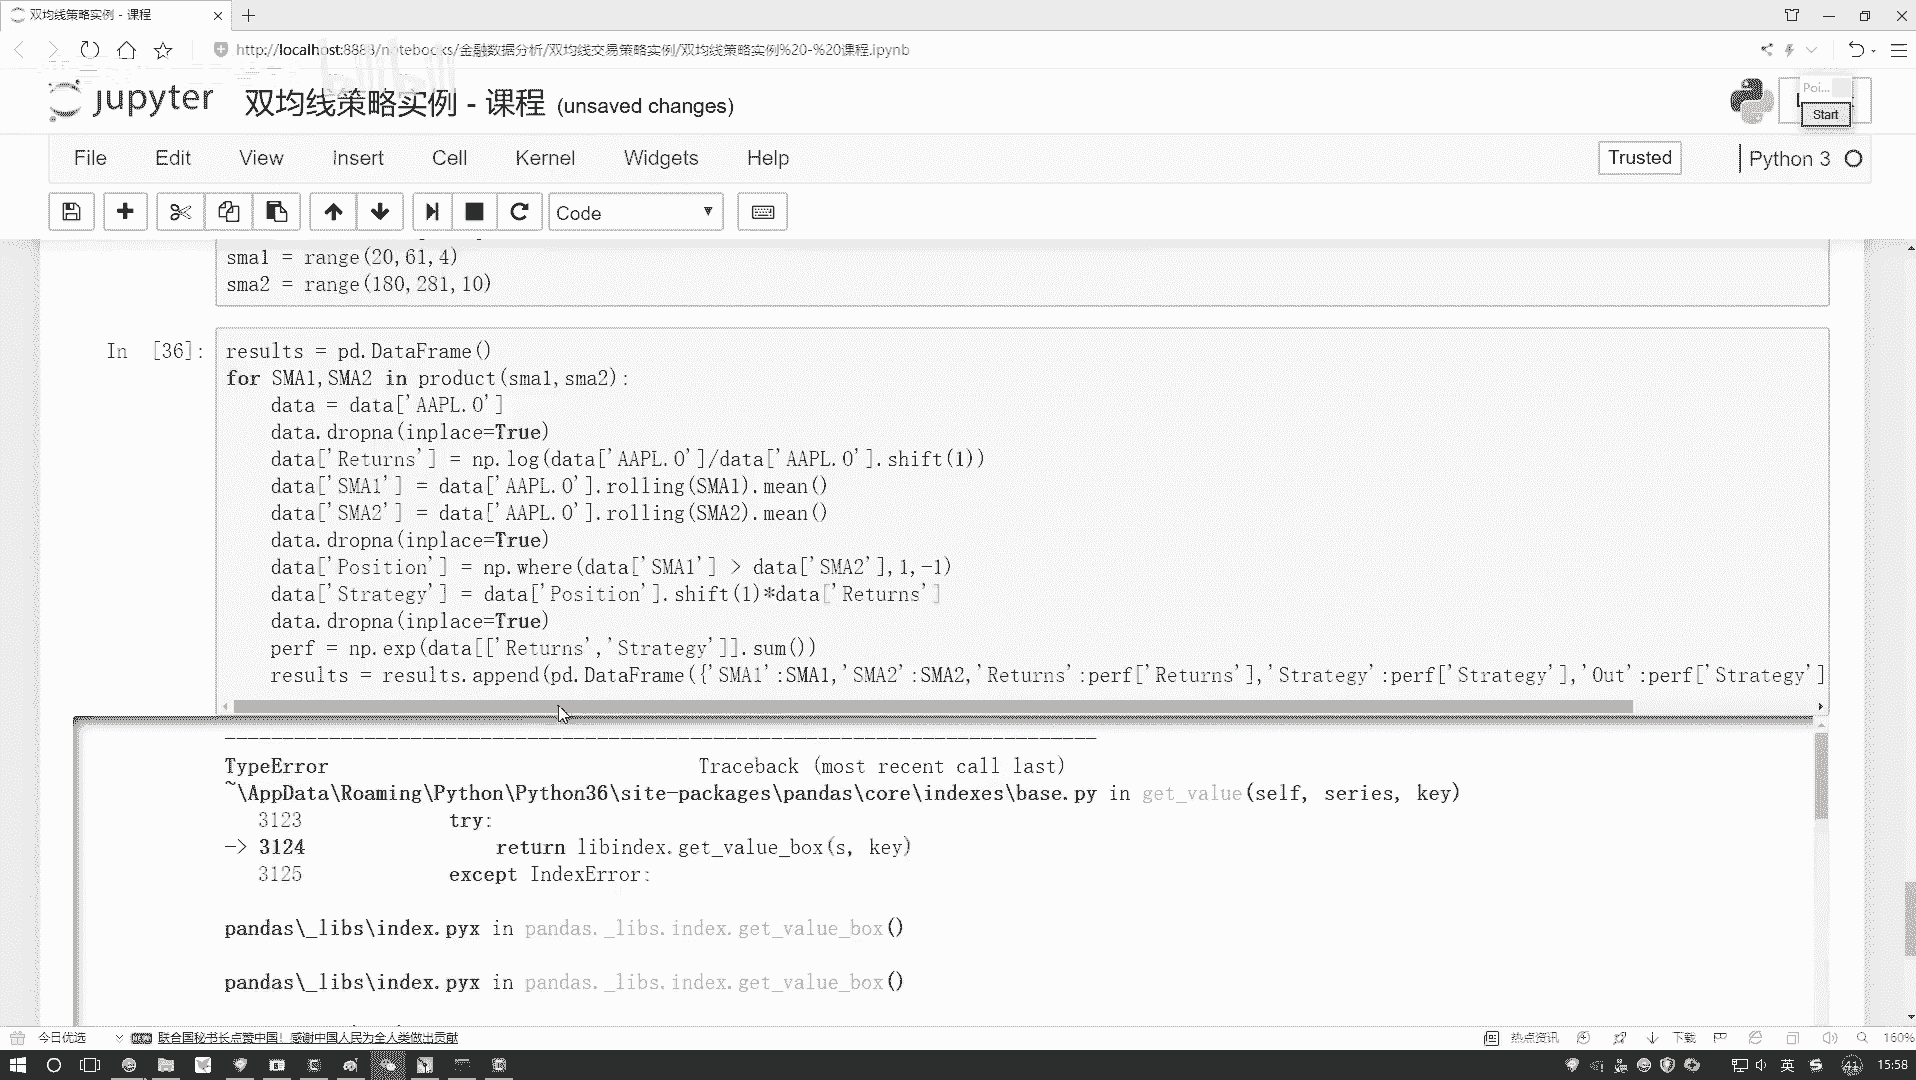 双均线策略实例 - 课程
http://localhost:8888/notebooks/金融数据分析/双均线交易策略实例/双均线策略实例%20-%20课程.ipynb
jupyter 双均线策略实例 - 课程 (unsaved changes)
Poi...
Start
File Edit View Insert Cell Kernel Widgets Help
Trusted
Python 3
Code
sma1 = range(20,61,4)
sma2 = range(180,281,10)
In [36]:
results = pd.DataFrame()
for SMA1,SMA2 in product(sma1,sma2):
    data = data['AAPL.O']
    data.dropna(inplace=True)
    data['Returns'] = np.log(data['AAPL.O']/data['AAPL.O'].shift(1))
    data['SMA1'] = data['AAPL.O'].rolling(SMA1).mean()
    data['SMA2'] = data['AAPL.O'].rolling(SMA2).mean()
    data.dropna(inplace=True)
    data['Position'] = np.where(data['SMA1'] > data['SMA2'],1,-1)
    data['Strategy'] = data['Position'].shift(1)*data['Returns']
    data.dropna(inplace=True)
    perf = np.exp(data[['Returns','Strategy']].sum())
    results = results.append(pd.DataFrame({'SMA1':SMA1,'SMA2':SMA2,'Returns':perf['Returns'],'Strategy':perf['Strategy'],'Out':perf['Strategy']
---------------------------------------------------------------------------
TypeError Traceback (most recent call last)
~\AppData\Roaming\Python\Python36\site-packages\pandas\core\indexes\base.py in get_value(self, series, key)
3123 try:
-> 3124 return libindex.get_value_box(s, key)
3125 except IndexError:
pandas\_libs\index.pyx in pandas._libs.index.get_value_box()
pandas\_libs\index.pyx in pandas._libs.index.get_value_box()
今日优选
联合国秘书长点赞中国！感谢中国人民为全人类做出贡献
热点资讯
下载
160%
英
41
15:58